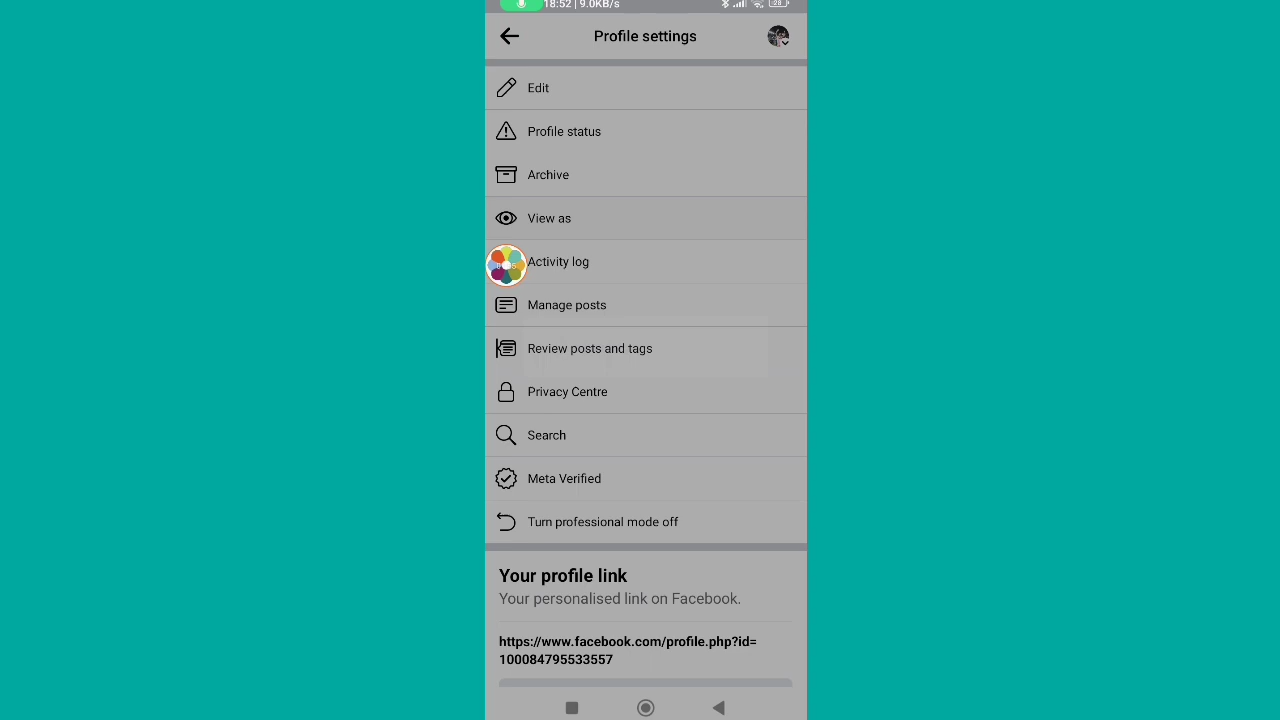 18:52 | 9.0KB/s
28
Profile settings
Edit
Profile status
Archive
View as
Activity log
Manage posts
Review posts and tags
Privacy Centre
Search
Meta Verified
Turn professional mode off
Your profile link
Your personalised link on Facebook.
https://www.facebook.com/profile.php?id=
100084795533557